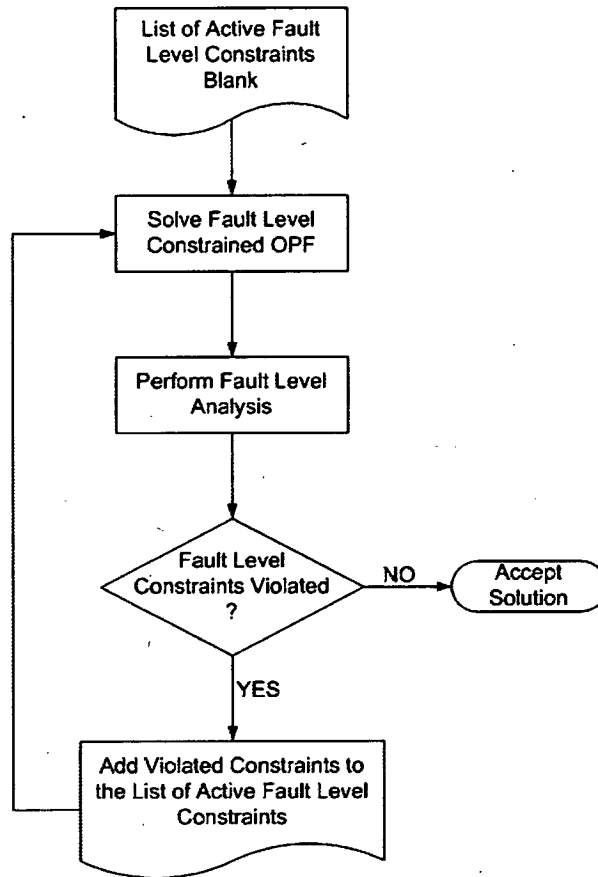 List of Active Fault
Level Constraints
Blank
Solve Fault Level
Constrained OPF
Perform Fault Level
Analysis
Fault Level
Constraints Violated
?
NO
Accept
Solution
YES
Add Violated Constraints to
the List of Active Fault Level
Constraints